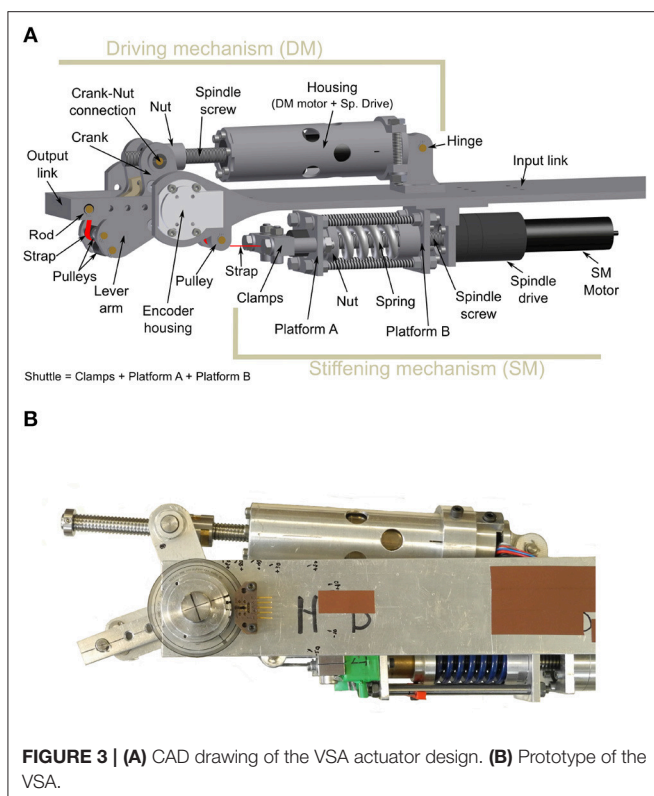 A
Driving mechanism (DM)
Crank-Nut
connection
Nut
Spindle
screw
Housing
(DM motor + Sp. Drive)
Hinge
Crank
Input link
Output
link
Rod
Strap
Pulleys
Lever
arm
Encoder
housing
Pulley
Strap
Clamps
Nut
Platform A
Spring
Platform B
Spindle
screw
Spindle
drive
SM
Motor
Shuttle = Clamps + Platform A + Platform B
Stiffening mechanism (SM)
B
H P
FIGURE 3 | (A) CAD drawing of the VSA actuator design. (B) Prototype of the
VSA.